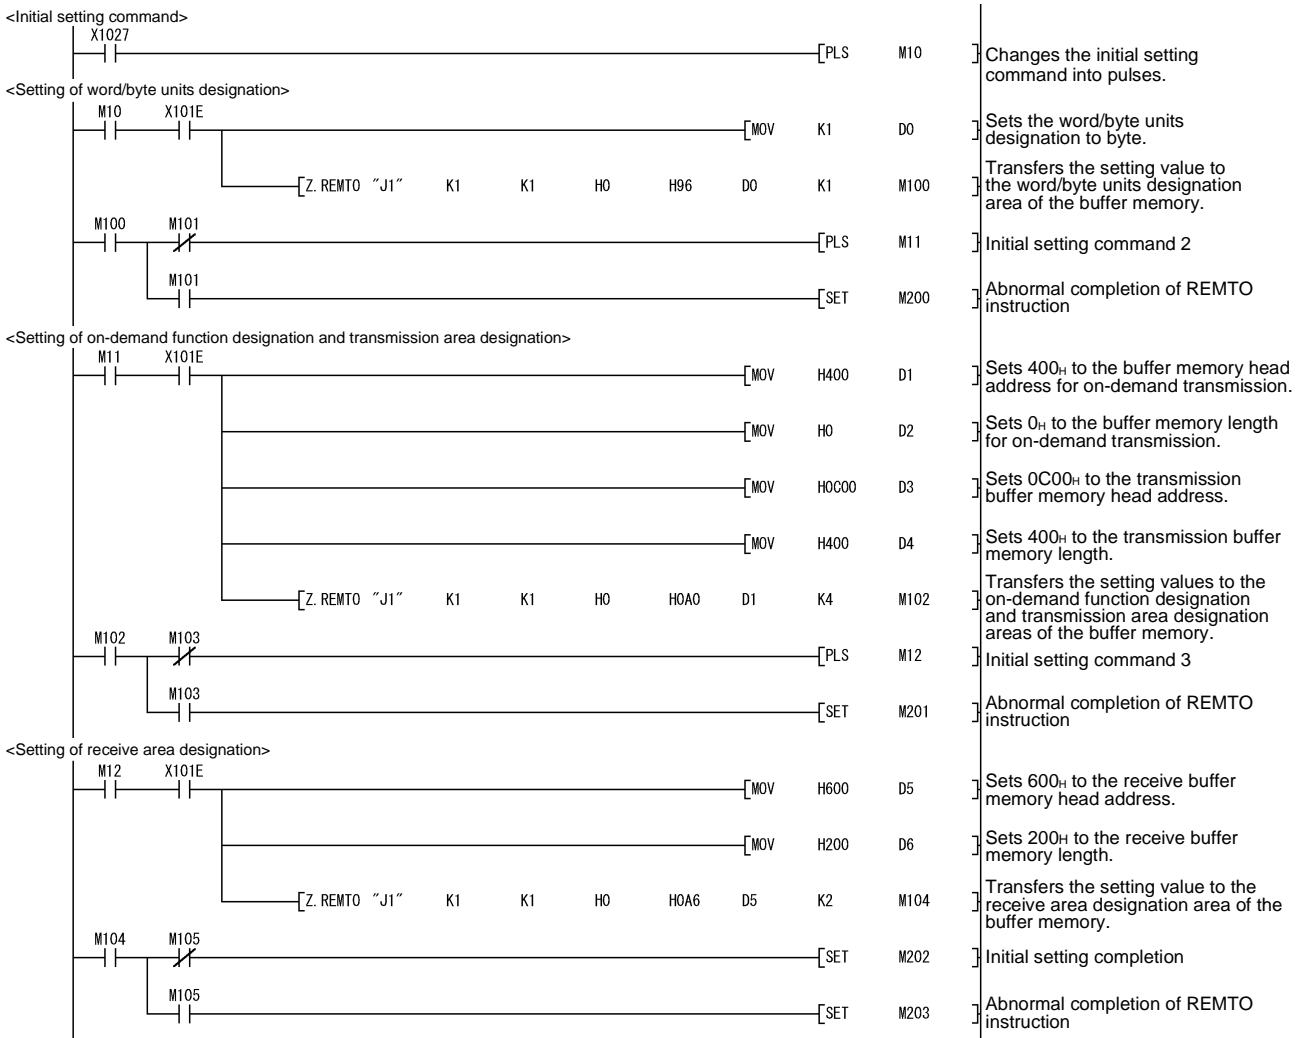 <Initial setting command>
X1027
PLS M10
Changes the initial setting
command into pulses.
<Setting of word/byte units designation>
M10 X101E
MOV K1 D0
Sets the word/byte units
designation to byte.
Z.REMTO "J1" K1 K1 H0 H96 D0 K1 M100
Transfers the setting value to
the word/byte units designation
area of the buffer memory.
M100 M101
PLS M11
Initial setting command 2
M101
SET M200
Abnormal completion of REMTO
instruction
<Setting of on-demand function designation and transmission area designation>
M11 X101E
MOV H400 D1
Sets 400H to the buffer memory head
address for on-demand transmission.
MOV H0 D2
Sets 0H to the buffer memory length
for on-demand transmission.
MOV H0C00 D3
Sets 0C00H to the transmission
buffer memory head address.
MOV H400 D4
Sets 400H to the transmission buffer
memory length.
Z.REMTO "J1" K1 K1 H0 H0A0 D1 K4 M102
Transfers the setting values to the
on-demand function designation
and transmission area designation
areas of the buffer memory.
M102 M103
PLS M12
Initial setting command 3
M103
SET M201
Abnormal completion of REMTO
instruction
<Setting of receive area designation>
M12 X101E
MOV H600 D5
Sets 600H to the receive buffer
memory head address.
MOV H200 D6
Sets 200H to the receive buffer
memory length.
Z.REMTO "J1" K1 K1 H0 H0A6 D5 K2 M104
Transfers the setting value to the
receive area designation area of the
buffer memory.
M104 M105
SET M202
Initial setting completion
M105
SET M203
Abnormal completion of REMTO
instruction